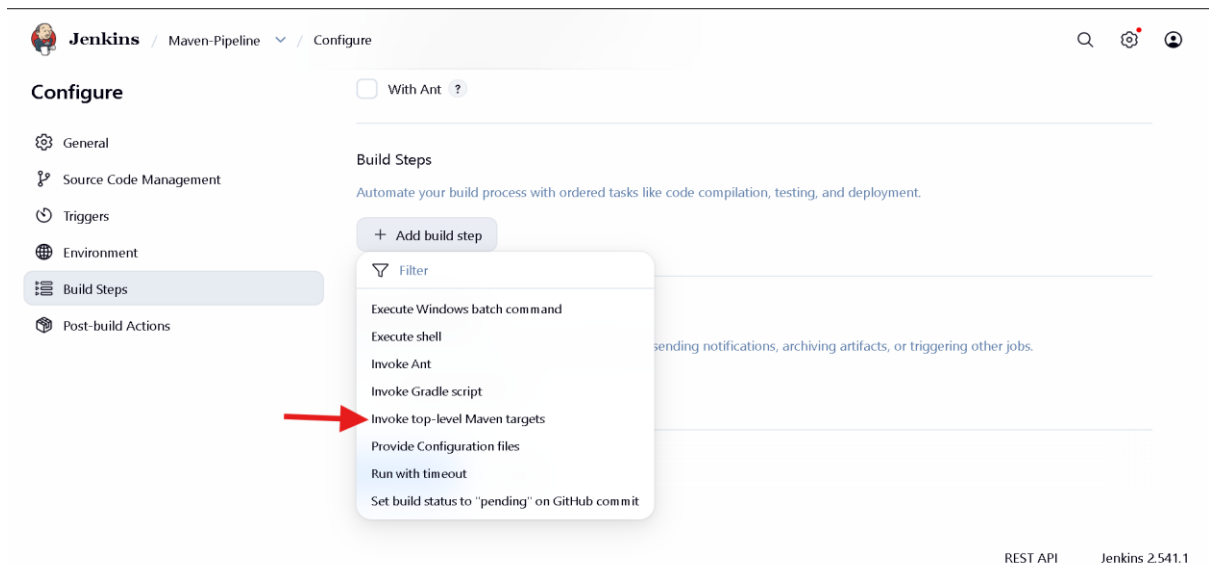 Jenkins / Maven-Pipeline / Configure
Configure
General
Source Code Management
Triggers
Environment
Build Steps
Post-build Actions
With Ant ?
Build Steps
Automate your build process with ordered tasks like code compilation, testing, and deployment.
+ Add build step
Filter
Execute Windows batch command
Execute shell
Invoke Ant
Invoke Gradle script
Invoke top-level Maven targets
Provide Configuration files
Run with timeout
Set build status to "pending" on GitHub commit
sending notifications, archiving artifacts, or triggering other jobs.
REST API
Jenkins 2.541.1